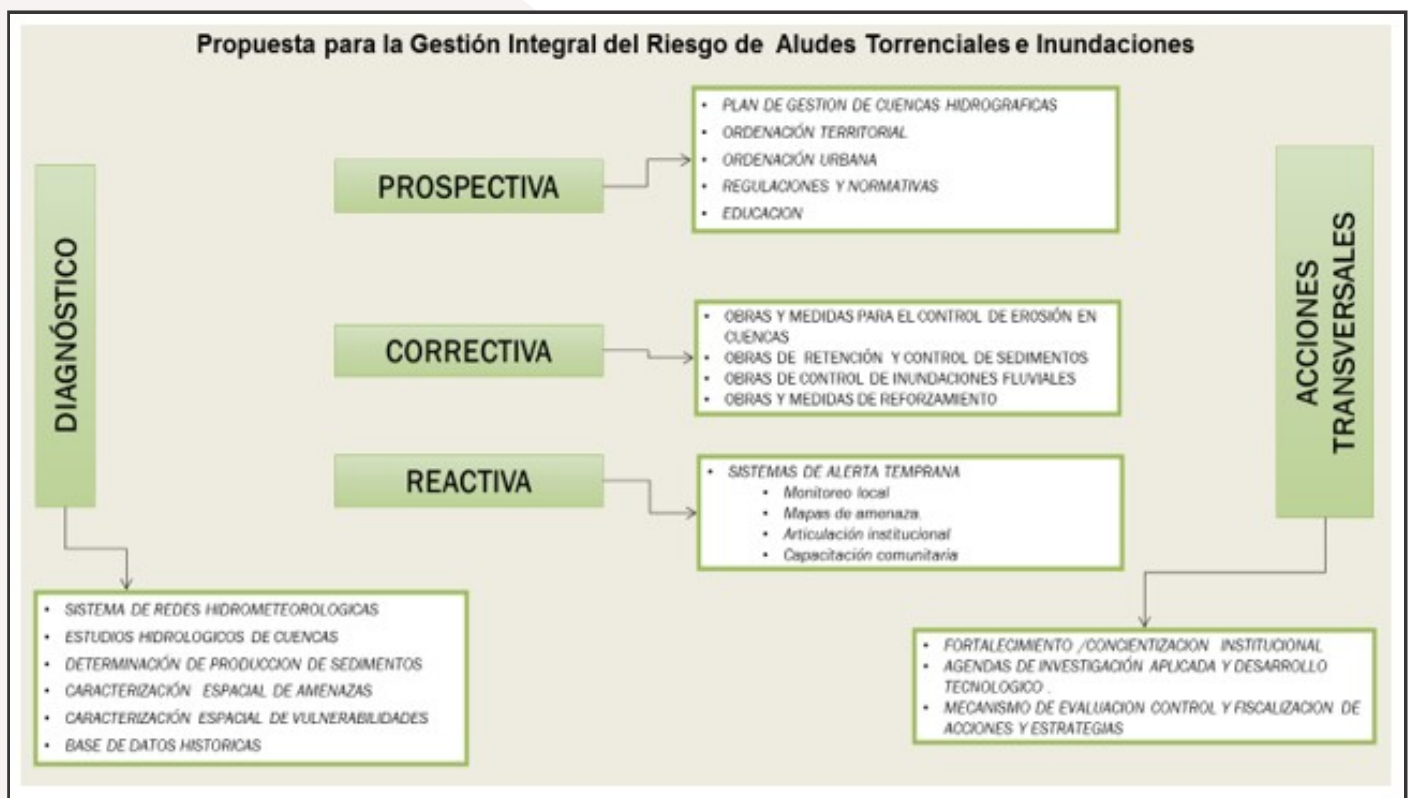 Propuesta para la Gestión Integral del Riesgo de Aludes Torrenciales e Inundaciones
DIAGNÓSTICO
• SISTEMA DE REDES HIDROMETEOROLOGICAS
• ESTUDIOS HIDROLOGICOS DE CUENCAS
• DETERMINACIÓN DE PRODUCCION DE SEDIMENTOS
• CARACTERIZACIÓN ESPACIAL DE AMENAZAS
• CARACTERIZACIÓN ESPACIAL DE VULNERABILIDADES
• BASE DE DATOS HISTORICAS
PROSPECTIVA
• PLAN DE GESTION DE CUENCAS HIDROGRAFICAS
• ORDENACIÓN TERRITORIAL
• ORDENACIÓN URBANA
• REGULACIONES Y NORMATIVAS
• EDUCACION
CORRECTIVA
• OBRAS Y MEDIDAS PARA EL CONTROL DE EROSIÓN EN
CUENCAS
• OBRAS DE RETENCIÓN Y CONTROL DE SEDIMENTOS
• OBRAS DE CONTROL DE INUNDACIONES FLUVIALES
• OBRAS Y MEDIDAS DE REFORZAMIENTO
REACTIVA
• SISTEMAS DE ALERTA TEMPRANA
• Monitoreo local
• Mapas de amenaza.
• Articulación institucional
• Capacitación comunitaria
ACCIONES
TRANSVERSALES
• FORTALECIMIENTO /CONCIENTIZACION INSTITUCIONAL
• AGENDAS DE INVESTIGACIÓN APLICADA Y DESARROLLO
TECNOLOGICO .
• MECANISMO DE EVALUACION CONTROL Y FISCALIZACION DE
ACCIONES Y ESTRATEGIAS